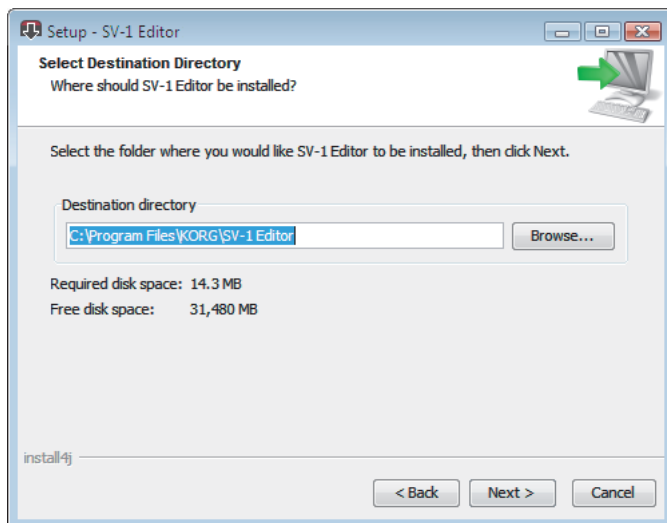 Setup - SV-1 Editor
Select Destination Directory
Where should SV-1 Editor be installed?
Select the folder where you would like SV-1 Editor to be installed, then click Next.
Destination directory
C:\Program Files\KORG\SV-1 Editor
Browse...
Required disk space: 14.3 MB
Free disk space: 31,480 MB
install4j
< Back Next > Cancel